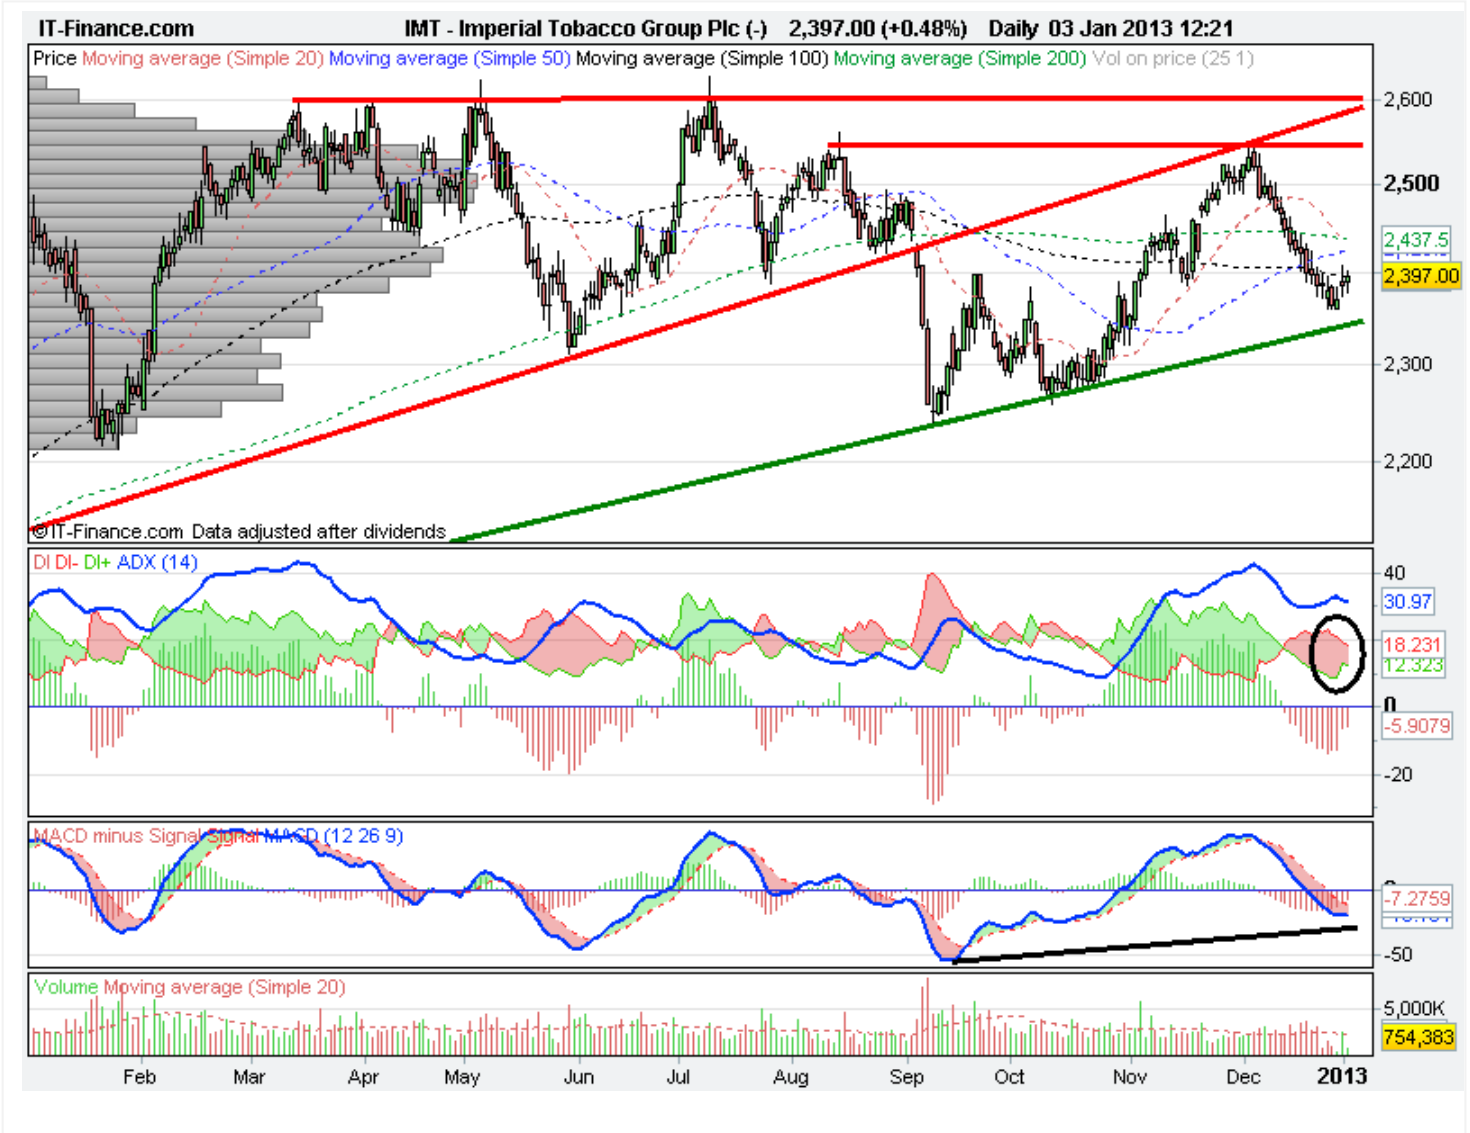 IT-Finance.com IMT - Imperial Tobacco Group Plc (-) 2,397.00 (+0.48%) Daily 03 Jan 2013 12:21
Price Moving average (Simple 20) Moving average (Simple 50) Moving average (Simple 100) Moving average (Simple 200) Vol on price (25 1)
2,600
2,500
2,437.5
2,397.00
2,300
2,200
©IT-Finance.com Data adjusted after dividends
DI DI- DI+ ADX (14)
40
30.97
18.231
12.323
0
-5.9079
-20
MACD minus Signal Signal MACD (12 26 9)
-7.2759
-50
Volume Moving average (Simple 20)
5,000K
754,383
Feb Mar Apr May Jun Jul Aug Sep Oct Nov Dec 2013